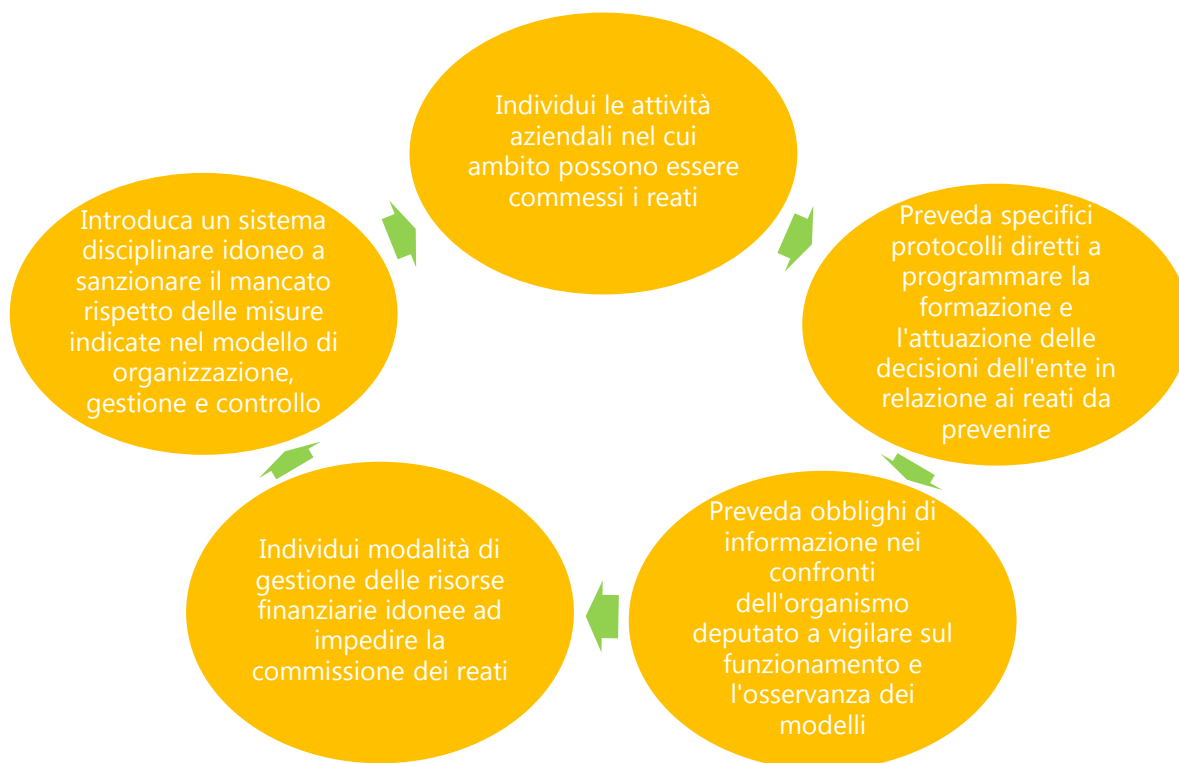 Individui le attività
aziendali nel cui
ambito possono essere
commessi i reati
Preveda specifici
protocolli diretti a
programmare la
formazione e
l'attuazione delle
decisioni dell'ente in
relazione ai reati da
prevenire
Preveda obblighi di
informazione nei
confronti
dell'organismo
deputato a vigilare sul
funzionamento e
l'osservanza dei
modelli
Individui modalità di
gestione delle risorse
finanziarie idonee ad
impedire la
commissione dei reati
Introduca un sistema
disciplinare idoneo a
sanzionare il mancato
rispetto delle misure
indicate nel modello di
organizzazione,
gestione e controllo